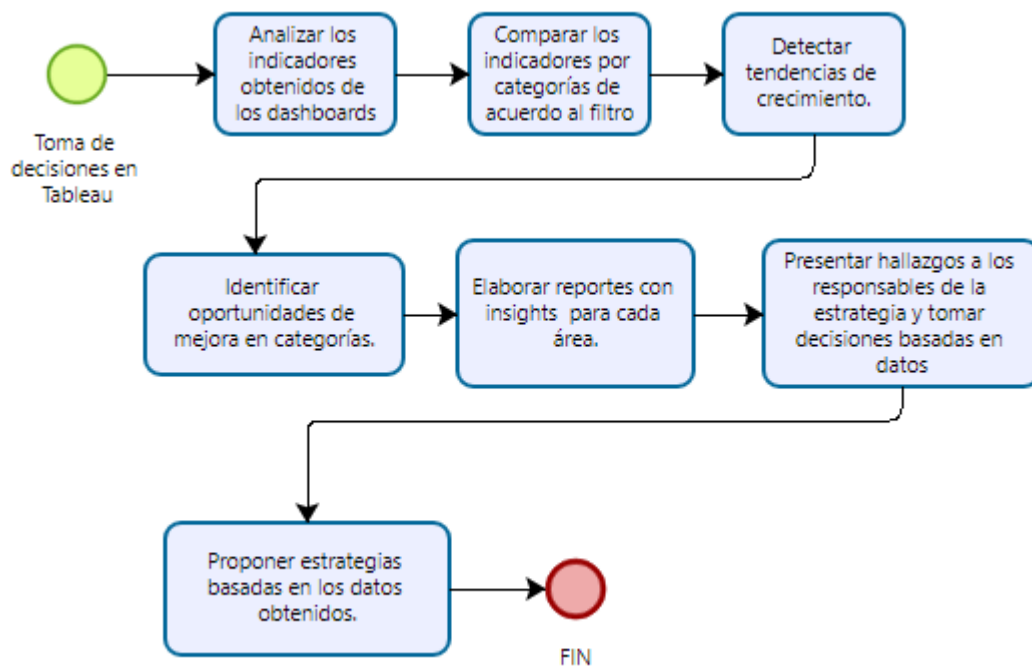 Toma de
decisiones en
Tableau
Analizar los
indicadores
obtenidos de
los dashboards
Comparar los
indicadores por
categorías de
acuerdo al filtro
Detectar
tendencias de
crecimiento.
Identificar
oportunidades de
mejora en categorías.
Elaborar reportes con
insights para cada
área.
Presentar hallazgos a los
responsables de la
estrategia y tomar
decisiones basadas en
datos
Proponer estrategias
basadas en los datos
obtenidos.
FIN